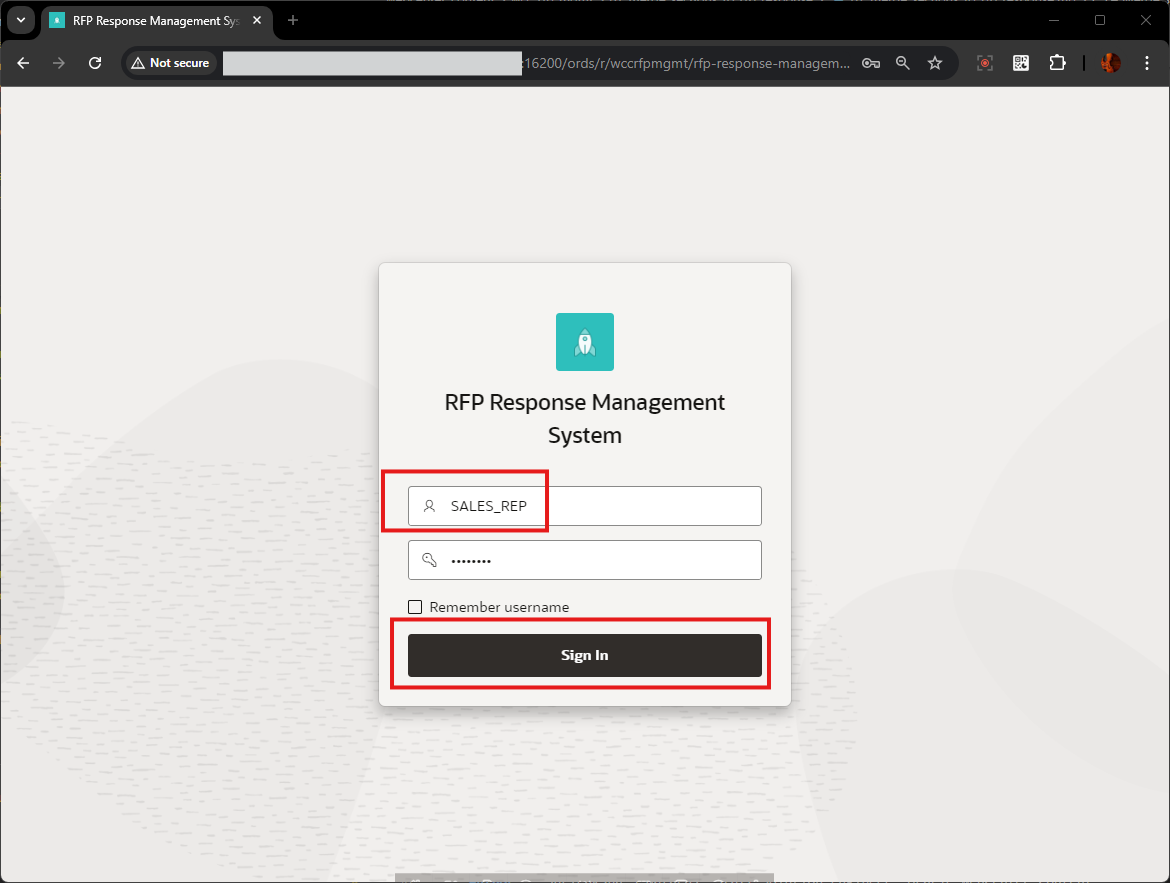 RFP Response Management Sys
Not secure
:16200/ords/r/wccrfpmgmt/rfp-response-managem...
RFP Response Management
System
SALES_REP
••••••••
Remember username
Sign In